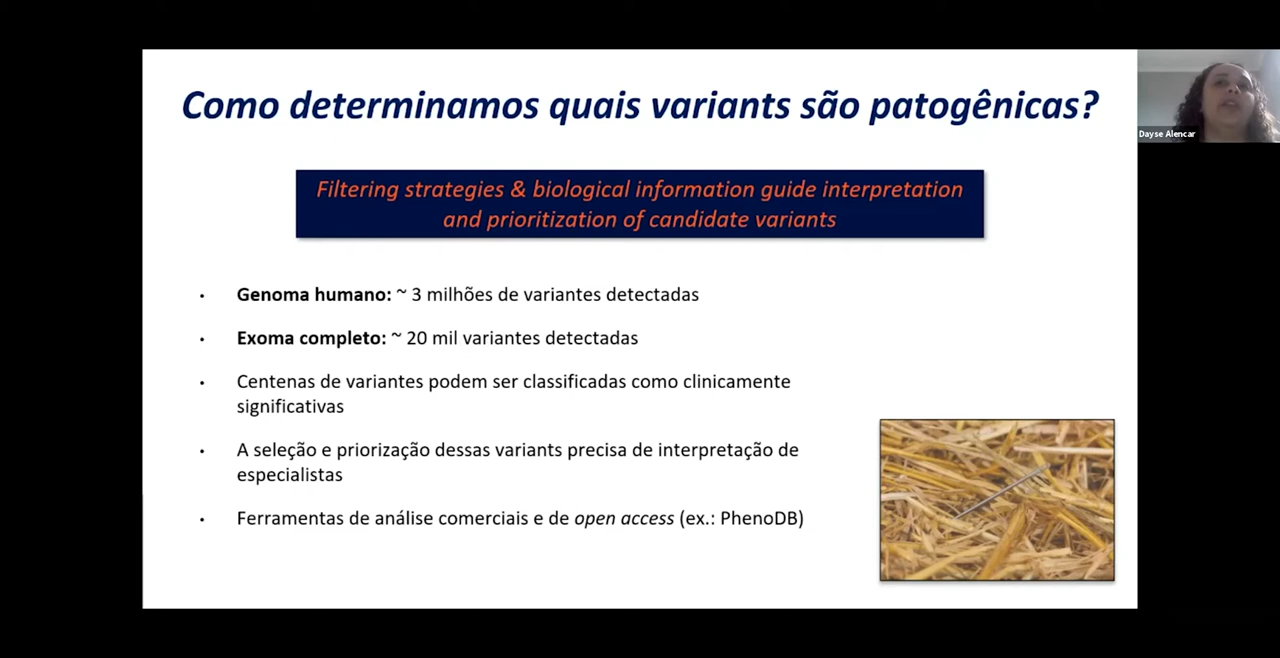 Como determinamos quais variants são patogênicas?
Dayse Alencar
Filtering strategies & biological information guide interpretation
and prioritization of candidate variants
• Genoma humano: ~ 3 milhões de variantes detectadas
• Exoma completo: ~ 20 mil variantes detectadas
• Centenas de variantes podem ser classificadas como clinicamente
significativas
• A seleção e priorização dessas variants precisa de interpretação de
especialistas
• Ferramentas de análise comerciais e de open access (ex.: PhenoDB)